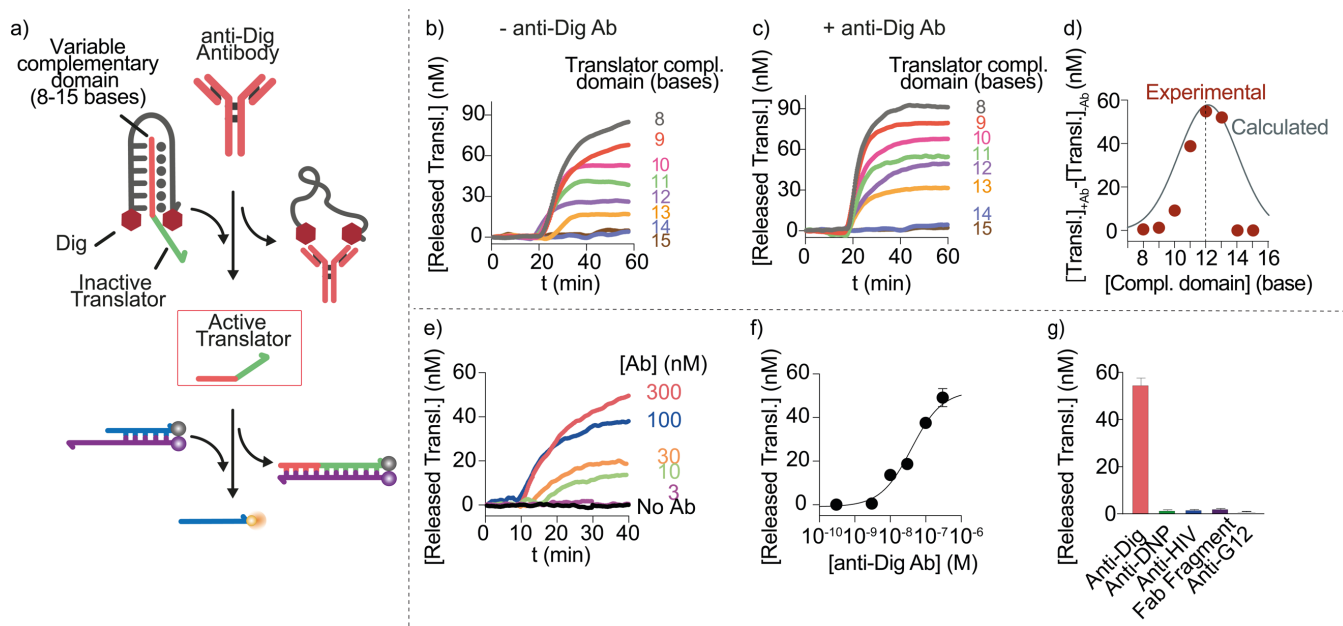 a)
Variable
complementary
domain
(8-15 bases)
anti-Dig
Antibody
Dig
Inactive
Translator
Active
Translator
b)
- anti-Dig Ab
Translator compl.
domain (bases)
[Released Transl.] (nM)
90
60
30
0
8
9
10
11
12
13
14
15
0
20
40
60
t (min)
c)
+ anti-Dig Ab
Translator compl.
domain (bases)
[Released Transl.] (nM)
90
60
30
0
8
9
10
11
12
13
14
15
0
20
40
60
t (min)
d)
[Transl.]+Ab-[Transl.]-Ab (nM)
60
40
20
0
Experimental
Calculated
8
10
12
14
16
[Compl. domain] (base)
e)
[Released Transl.] (nM)
60
40
20
0
[Ab] (nM)
300
100
30
10
3
No Ab
0
10
20
30
40
t (min)
f)
[Released Transl.] (nM)
60
40
20
0
10-10
10-9
10-8
10-7
10-6
[anti-Dig Ab] (M)
g)
[Released Transl.] (nM)
60
40
20
0
Anti-Dig
Anti-DNP
Anti-HIV
Fab Fragment
Anti-G12